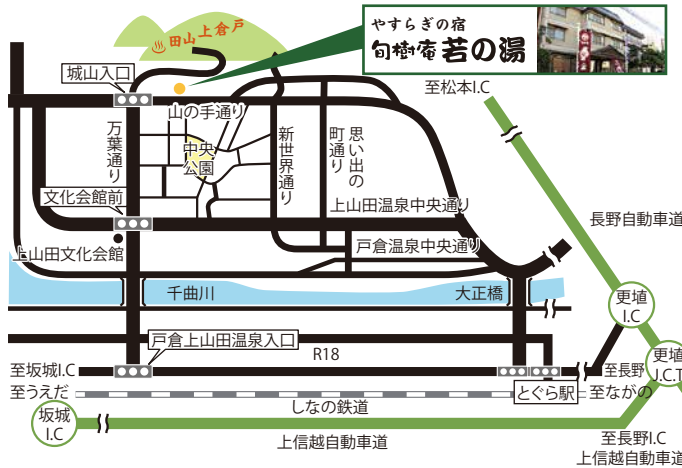 やすらぎの宿
旬樹庵 若の湯
田山上倉戸
城山入口
至松本I.C
山の手通り
万葉通り
中央
公園
新世界通り
思い出の
町通り
文化会館前
上山田温泉中央通り
長野自動車道
上山田文化会館
戸倉温泉中央通り
千曲川
大正橋
更埴
I.C
戸倉上山田温泉入口
R18
更埴
J.C.T
至坂城I.C
至長野
至うえだ
とぐら駅
至ながの
しなの鉄道
坂城
I.C
上信越自動車道
至長野I.C
上信越自動車道